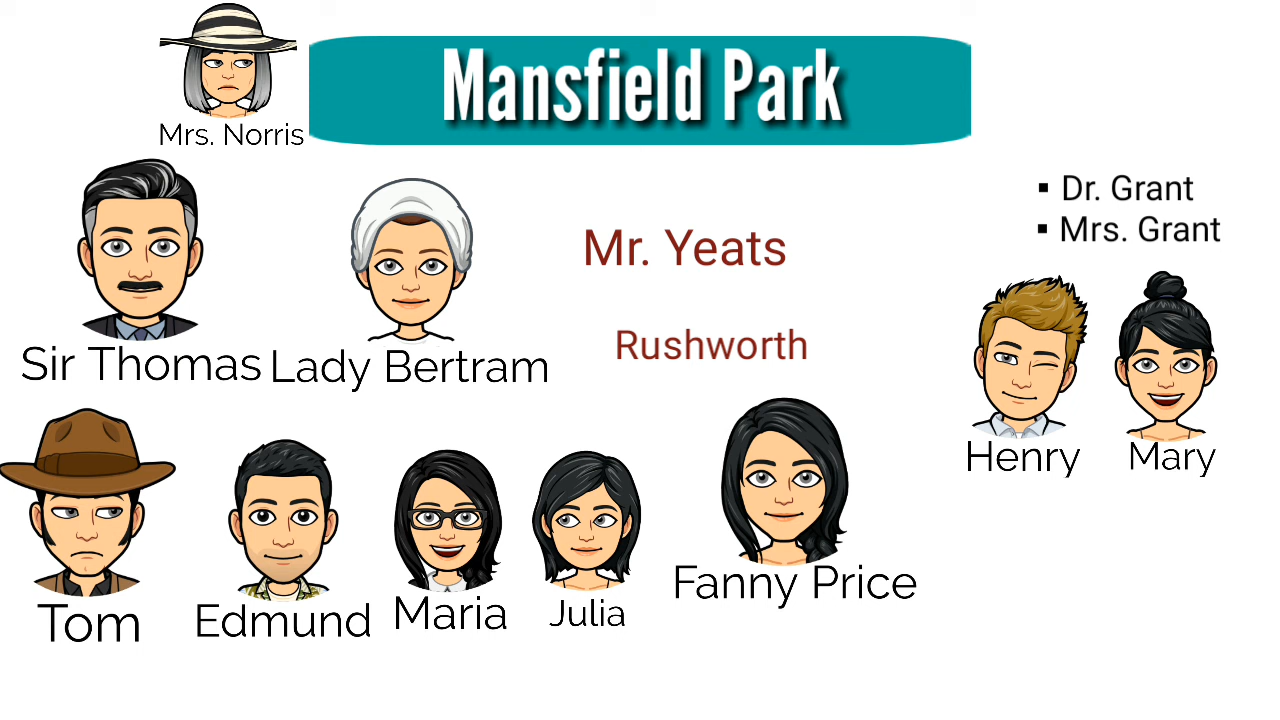 Mansfield Park
Mrs. Norris
▪ Dr. Grant
▪ Mrs. Grant
Mr. Yeats
Rushworth
Sir Thomas
Lady Bertram
Henry
Mary
Fanny Price
Tom
Edmund
Maria
Julia